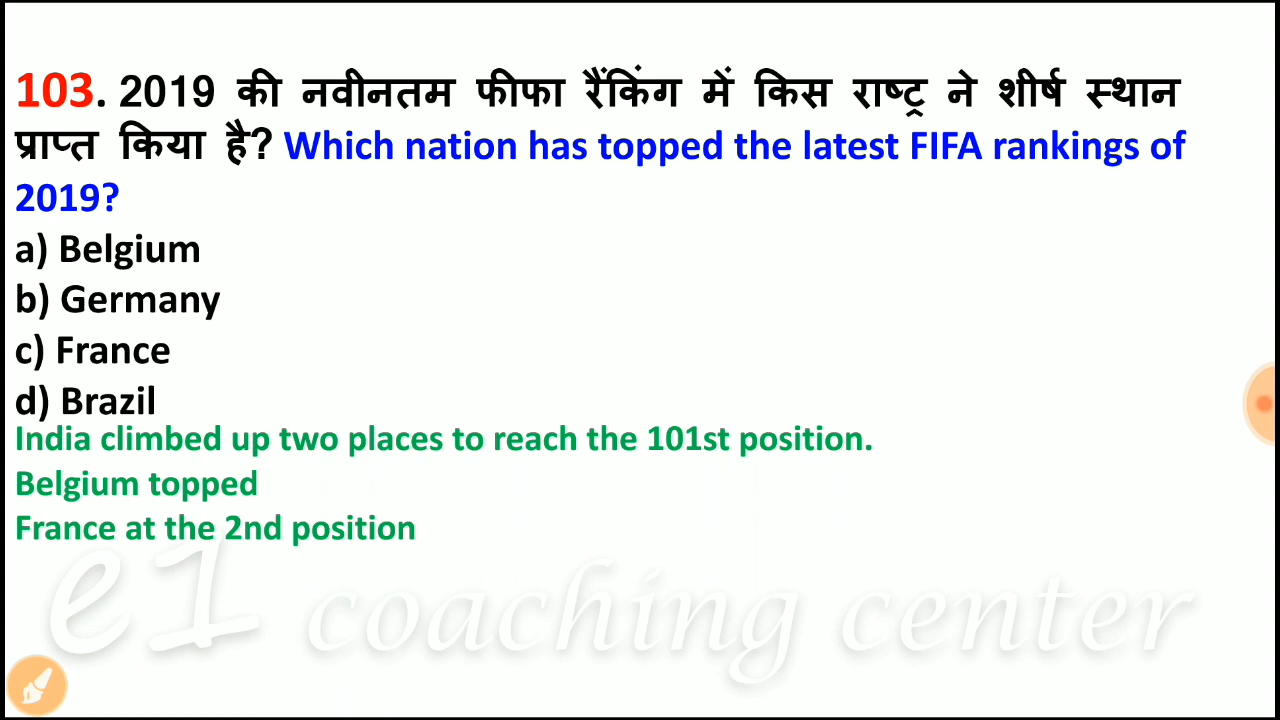 103. 2019 की नवीनतम फीफा रैंकिंग में किस राष्ट्र ने शीर्ष स्थान
प्राप्त किया है? Which nation has topped the latest FIFA rankings of
2019?
a) Belgium
b) Germany
c) France
d) Brazil
India climbed up two places to reach the 101st position.
Belgium topped
France at the 2nd position
e1 coaching center